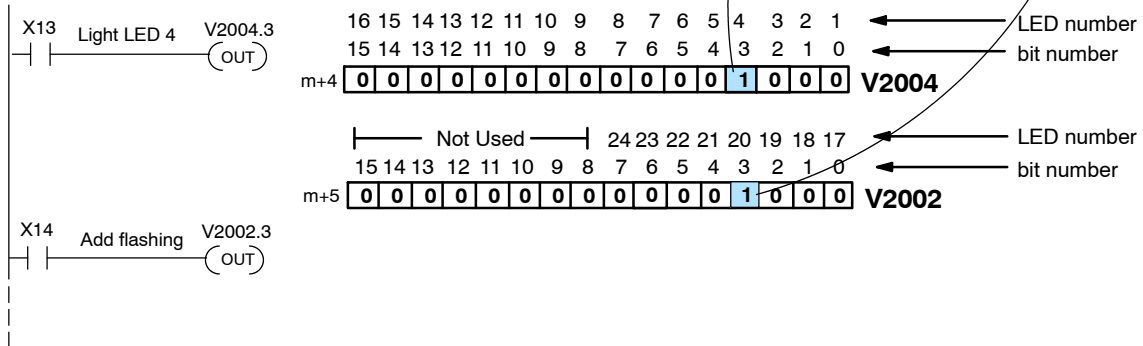 X13 Light LED 4 V2004.3
OUT
16 15 14 13 12 11 10 9 8 7 6 5 4 3 2 1 LED number
15 14 13 12 11 10 9 8 7 6 5 4 3 2 1 0 bit number
m+4 0 0 0 0 0 0 0 0 0 0 0 0 1 0 0 0 V2004
Not Used 24 23 22 21 20 19 18 17 LED number
15 14 13 12 11 10 9 8 7 6 5 4 3 2 1 0 bit number
m+5 0 0 0 0 0 0 0 0 0 0 0 0 1 0 0 0 V2002
X14 Add flashing V2002.3
OUT